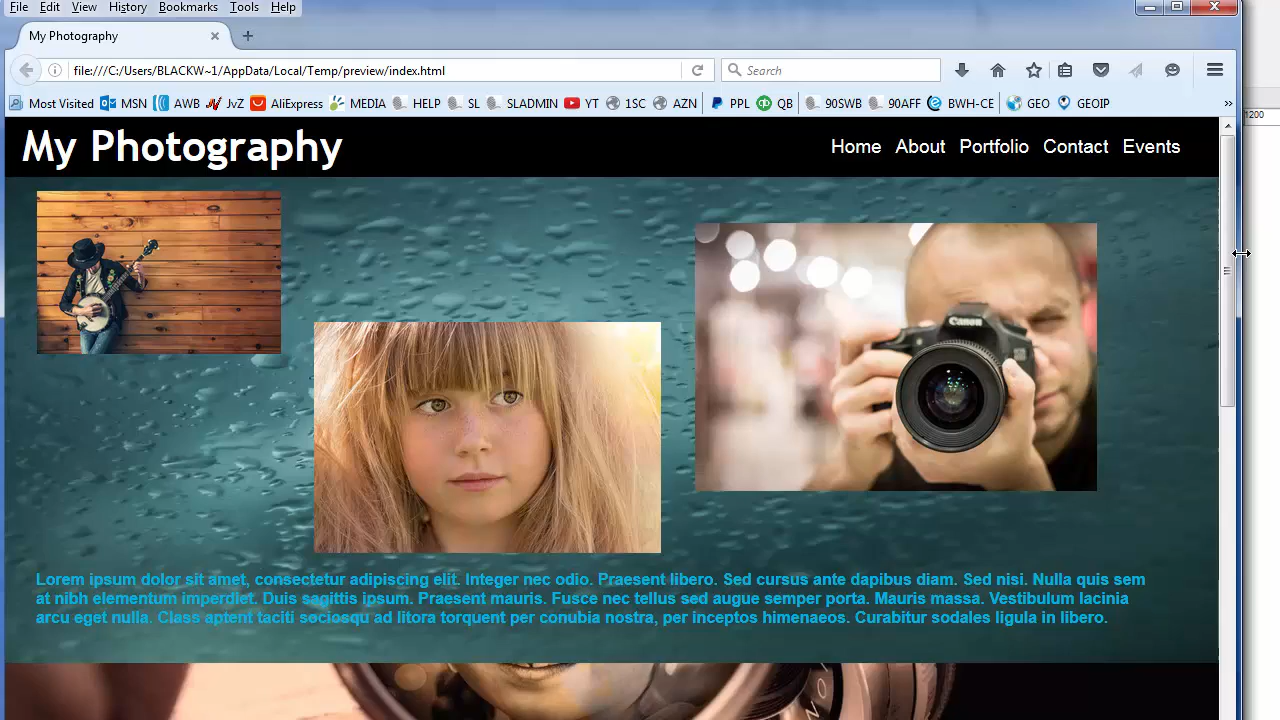 File Edit View History Bookmarks Tools Help
My Photography
file:///C:/Users/BLACKW~1/AppData/Local/Temp/preview/index.html
Search
Most Visited MSN AWB JvZ AliExpress MEDIA HELP SL SLADMIN YT 1SC AZN PPL QB 90SWB 90AFF BWH-CE GEO GEOIP »
1200
My Photography Home About Portfolio Contact Events
Canon
Lorem ipsum dolor sit amet, consectetur adipiscing elit. Integer nec odio. Praesent libero. Sed cursus ante dapibus diam. Sed nisi. Nulla quis sem
at nibh elementum imperdiet. Duis sagittis ipsum. Praesent mauris. Fusce nec tellus sed augue semper porta. Mauris massa. Vestibulum lacinia
arcu eget nulla. Class aptent taciti sociosqu ad litora torquent per conubia nostra, per inceptos himenaeos. Curabitur sodales ligula in libero.